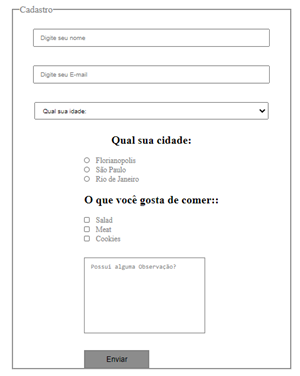 Cadastro
Digite seu nome
Digite seu E-mail
Qual sua idade:
Qual sua cidade:
Florianopolis
São Paulo
Rio de Janeiro
O que você gosta de comer::
Salad
Meat
Cookies
Possui alguma Observação?
Enviar